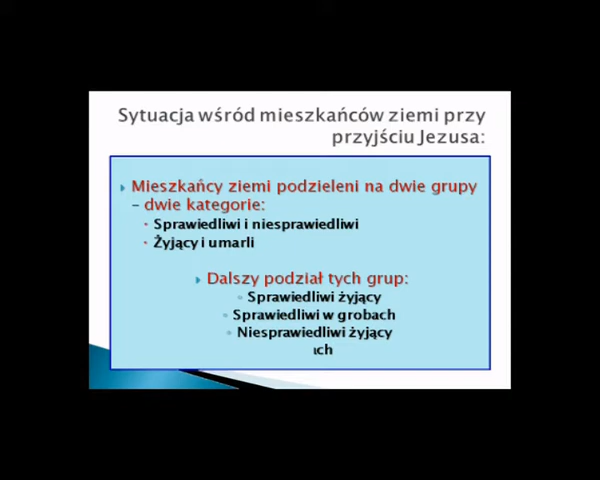 Sytuacja wśród mieszkańców ziemi przy
przyjściu Jezusa:
Mieszkańcy ziemi podzieleni na dwie grupy
– dwie kategorie:
Sprawiedliwi i niesprawiedliwi
Żyjący i umarli
Dalszy podział tych grup:
Sprawiedliwi żyjący
Sprawiedliwi w grobach
Niesprawiedliwi żyjący